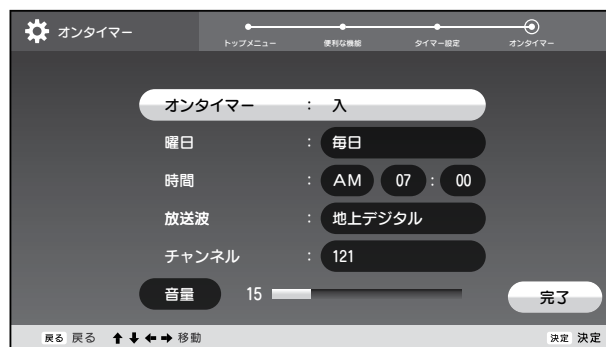 オンタイマー
トップメニュー 便利な機能 タイマー設定 オンタイマー
オンタイマー : 入
曜日 : 毎日
時間 : AM 07 : 00
放送波 : 地上デジタル
チャンネル : 121
音量 15
完了
戻る 戻る 移動 決定 決定